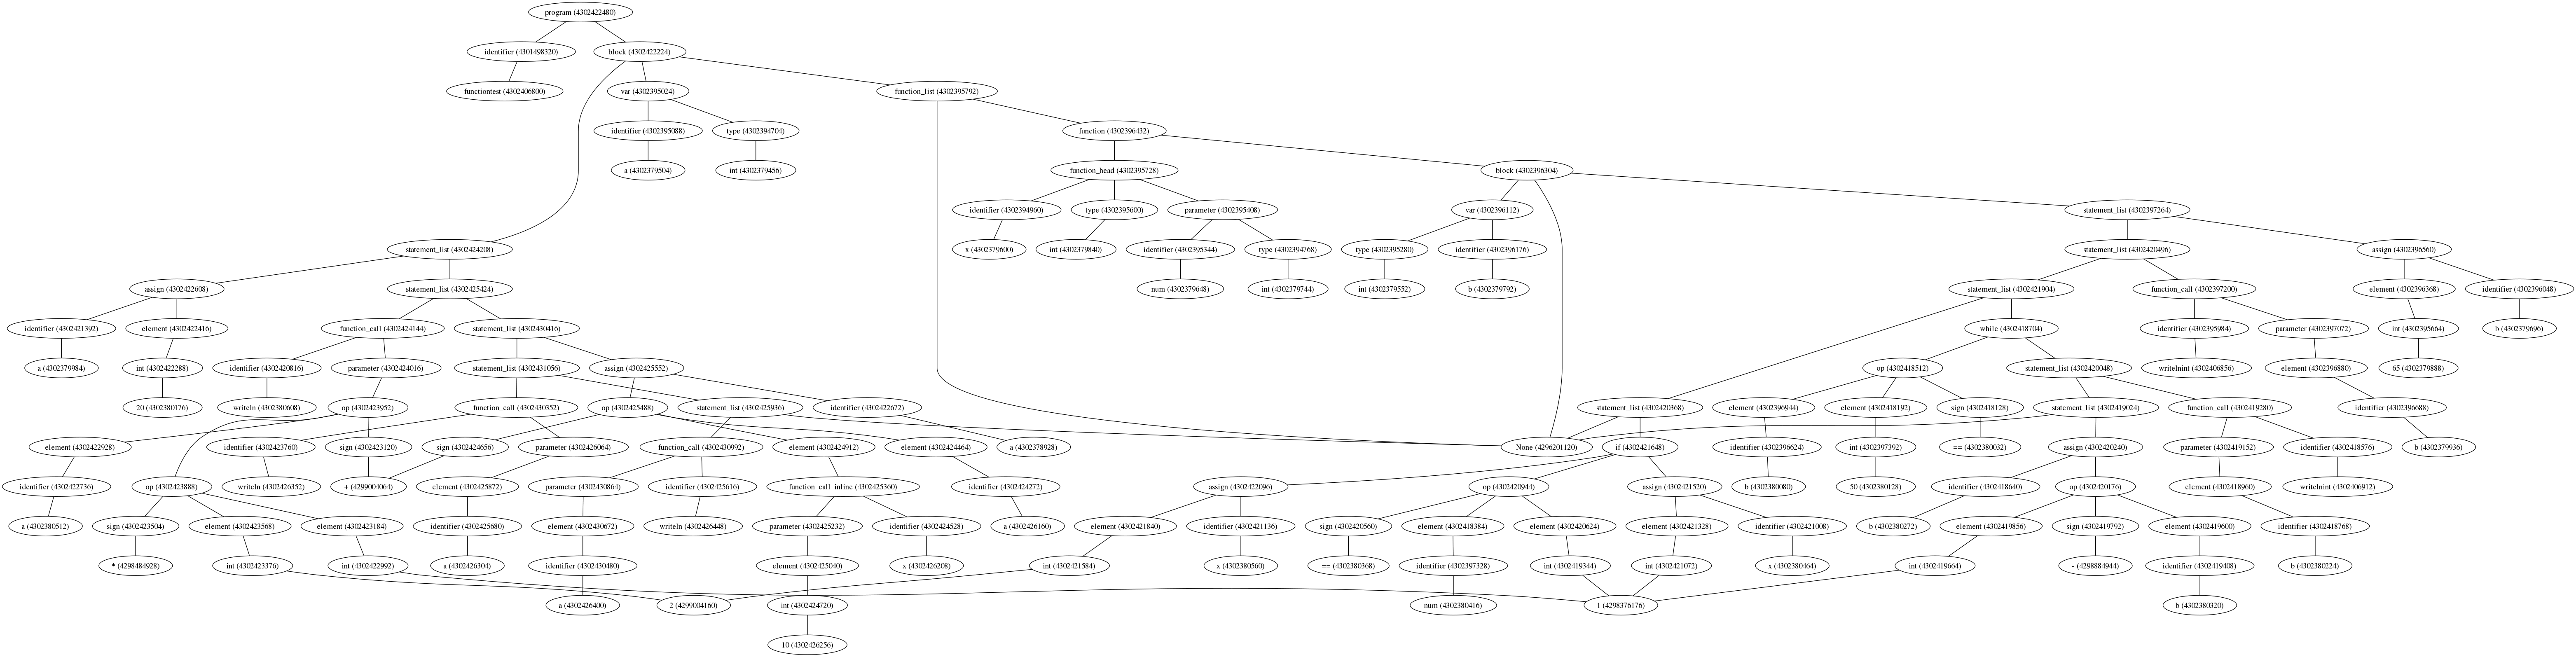 program (4302422480)
identifier (4301498320)
block (4302422224)
functiontest (4302406800)
var (4302395024)
function_list (4302395792)
identifier (4302395088)
type (4302394704)
function (4302396432)
a (4302379504)
int (4302379456)
function_head (4302395728)
block (4302396304)
identifier (4302394960)
type (4302395600)
parameter (4302395408)
var (4302396112)
statement_list (4302397264)
statement_list (4302424208)
x (4302379600)
int (4302379840)
identifier (4302395344)
type (4302394768)
type (4302395280)
identifier (4302396176)
statement_list (4302420496)
assign (4302396560)
assign (4302422608)
statement_list (4302425424)
num (4302379648)
int (4302379744)
int (4302379552)
b (4302379792)
statement_list (4302421904)
function_call (4302397200)
element (4302396368)
identifier (4302396048)
identifier (4302421392)
element (4302422416)
function_call (4302424144)
statement_list (4302430416)
while (4302418704)
identifier (4302395984)
parameter (4302397072)
int (4302395664)
b (4302379696)
a (4302379984)
int (4302422288)
identifier (4302420816)
parameter (4302424016)
statement_list (4302431056)
assign (4302425552)
op (4302418512)
statement_list (4302420048)
writelnint (4302406856)
element (4302396880)
65 (4302379888)
20 (4302380176)
writeln (4302380608)
op (4302423952)
function_call (4302430352)
op (4302425488)
statement_list (4302425936)
identifier (4302422672)
statement_list (4302420368)
element (4302396944)
element (4302418192)
sign (4302418128)
statement_list (4302419024)
function_call (4302419280)
identifier (4302396688)
element (4302422928)
identifier (4302423760)
sign (4302423120)
sign (4302424656)
parameter (4302426064)
function_call (4302430992)
element (4302424912)
element (4302424464)
a (4302378928)
None (4296201120)
if (4302421648)
identifier (4302396624)
int (4302397392)
== (4302380032)
assign (4302420240)
parameter (4302419152)
identifier (4302418576)
b (4302379936)
identifier (4302422736)
op (4302423888)
writeln (4302426352)
+ (4299004064)
element (4302425872)
parameter (4302430864)
identifier (4302425616)
function_call_inline (4302425360)
identifier (4302424272)
assign (4302422096)
op (4302420944)
assign (4302421520)
b (4302380080)
50 (4302380128)
identifier (4302418640)
op (4302420176)
element (4302418960)
writelnint (4302406912)
a (4302380512)
sign (4302423504)
element (4302423568)
element (4302423184)
identifier (4302425680)
element (4302430672)
writeln (4302426448)
parameter (4302425232)
identifier (4302424528)
a (4302426160)
element (4302421840)
identifier (4302421136)
sign (4302420560)
element (4302418384)
element (4302420624)
element (4302421328)
identifier (4302421008)
b (4302380272)
element (4302419856)
sign (4302419792)
element (4302419600)
identifier (4302418768)
* (4298484928)
int (4302423376)
int (4302422992)
a (4302426304)
identifier (4302430480)
element (4302425040)
x (4302426208)
int (4302421584)
x (4302380560)
== (4302380368)
identifier (4302397328)
int (4302419344)
int (4302421072)
x (4302380464)
int (4302419664)
- (4298884944)
identifier (4302419408)
b (4302380224)
a (4302426400)
2 (4299004160)
int (4302424720)
num (4302380416)
1 (4298376176)
b (4302380320)
10 (4302426256)